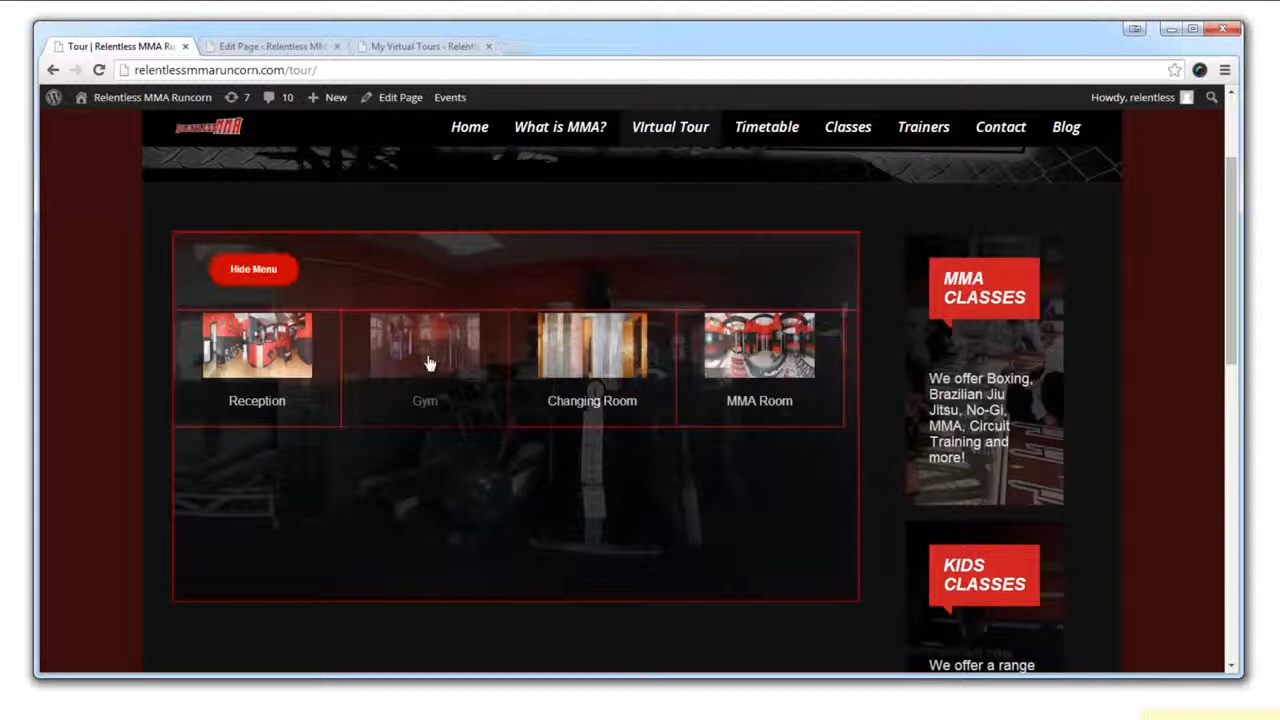 Tour | Relentless MMA Ru
Edit Page ‹ Relentless MM
My Virtual Tours - Relentl
relentlessmmaruncorn.com/tour/
Relentless MMA Runcorn 7 10 New Edit Page Events Howdy, relentless
Home What is MMA? VIrtual Tour Timetable Classes Trainers Contact Blog
Hide Menu
Reception Gym Changing Room MMA Room
MMA
CLASSES
We offer Boxing,
Brazilian Jiu
Jitsu, No-Gi,
MMA, Circuit
Training and
more!
KIDS
CLASSES
We offer a range